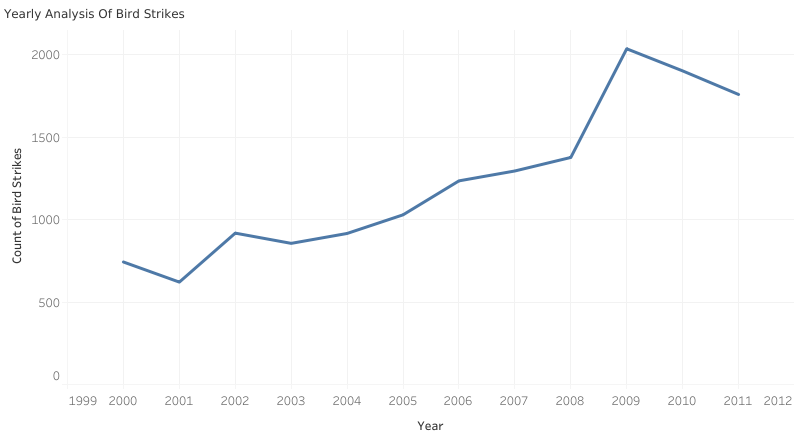 Yearly Analysis Of Bird Strikes
2000
1500
1000
500
0
Count of Bird Strikes
1999 2000 2001 2002 2003 2004 2005 2006 2007 2008 2009 2010 2011 2012
Year